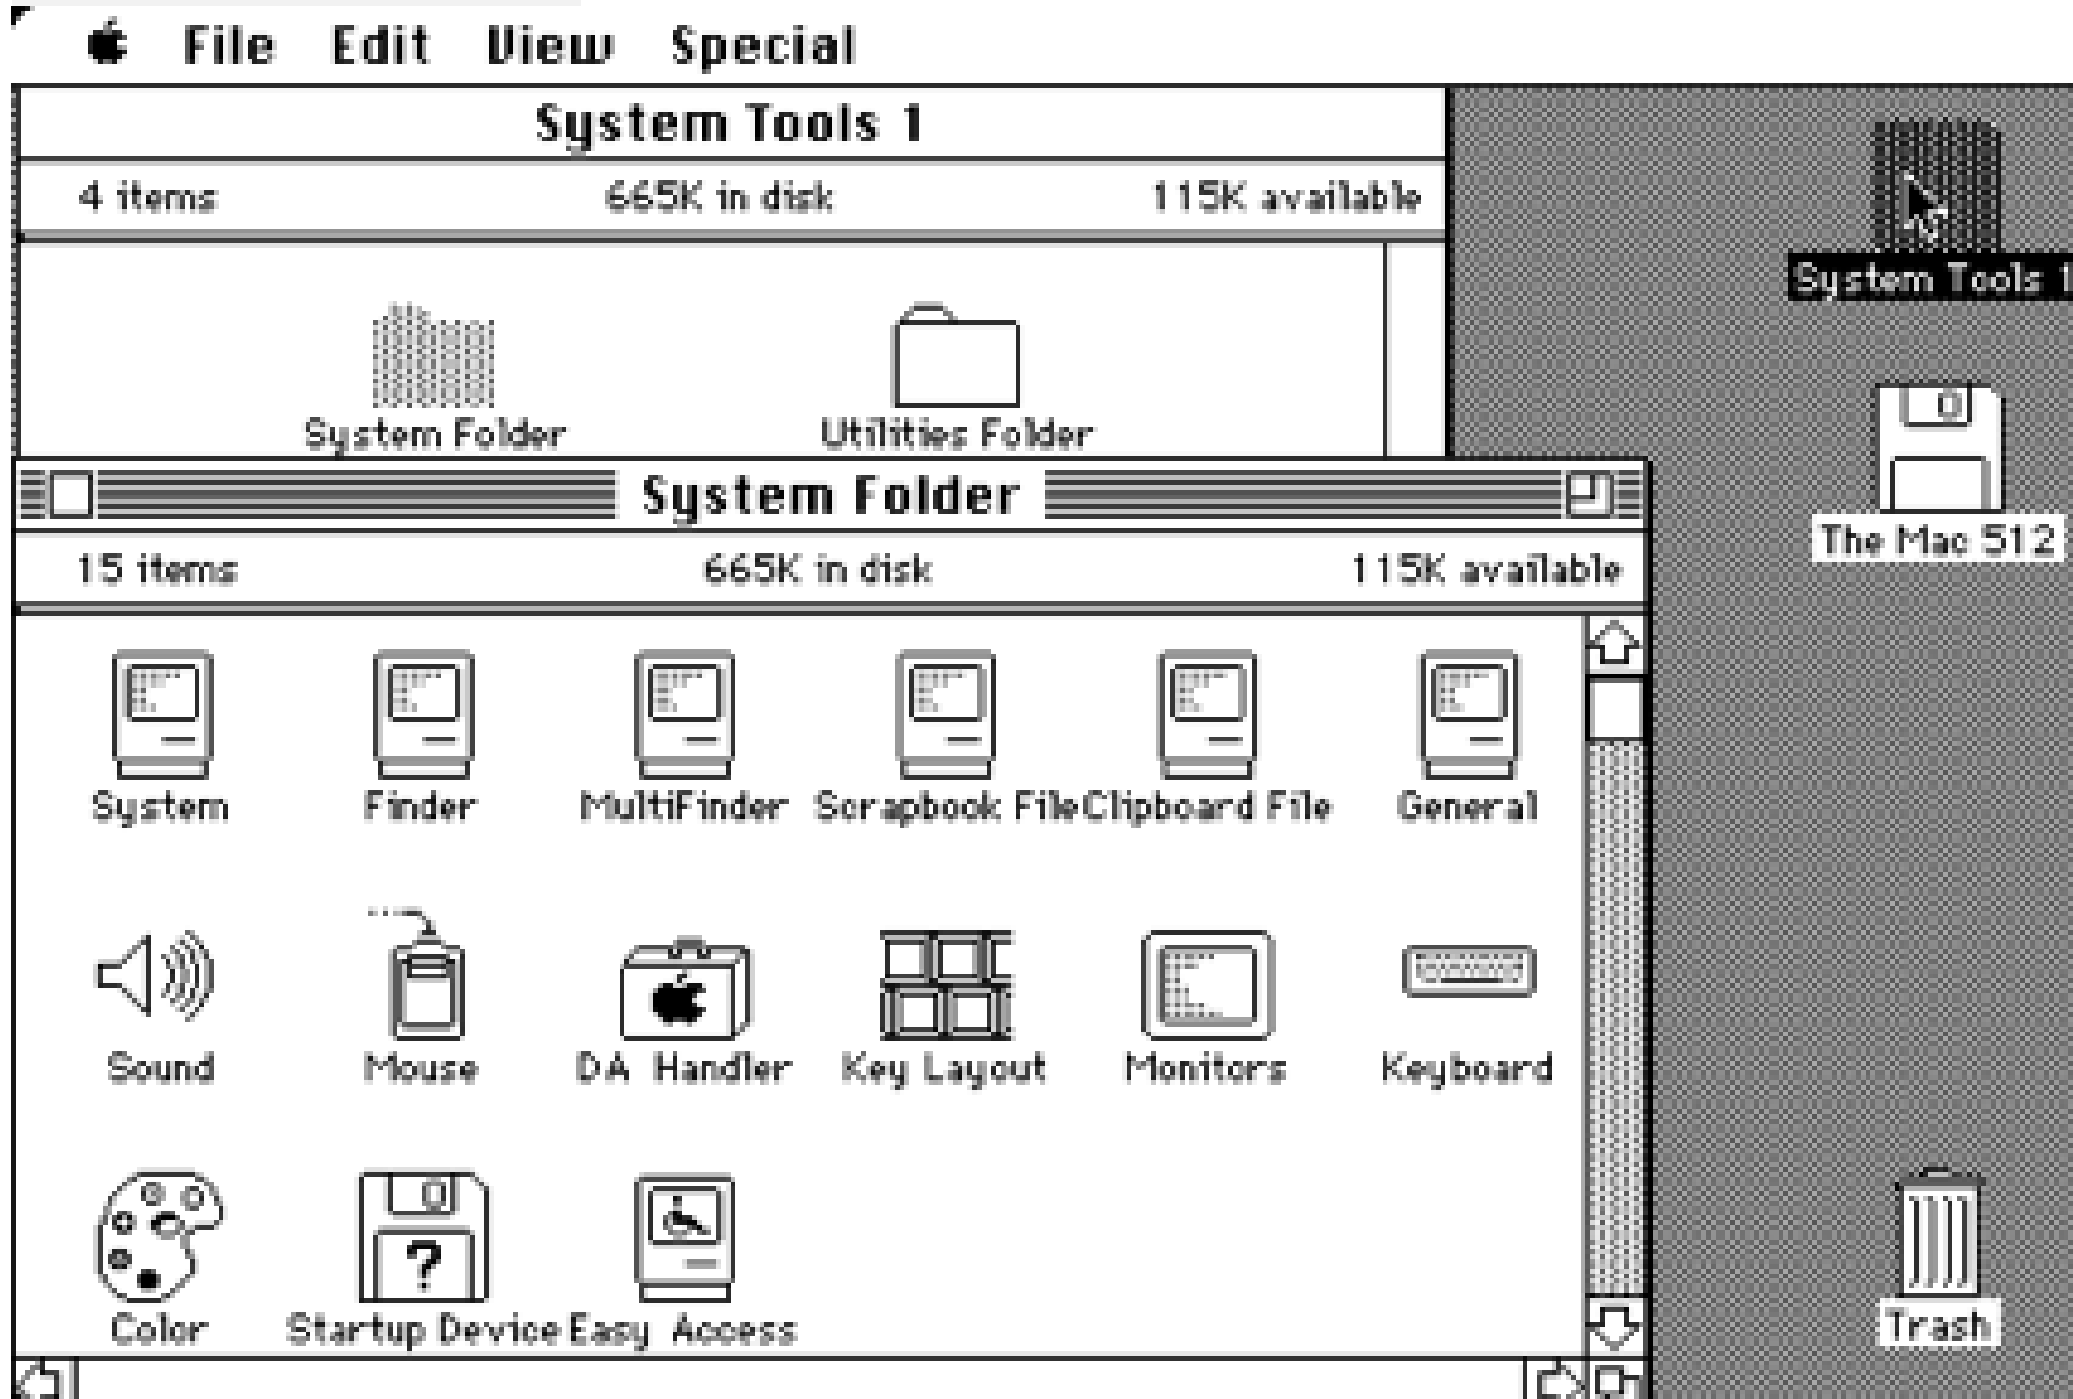 File Edit View Special
System Tools 1
4 items 665K in disk 115K available
System Folder Utilities Folder
System Folder
15 items 665K in disk 115K available
System Finder MultiFinder Scrapbook File Clipboard File General
Sound Mouse DA Handler Key Layout Monitors Keyboard
Color Startup Device Easy Access
System Tools 1
The Mac 512
Trash